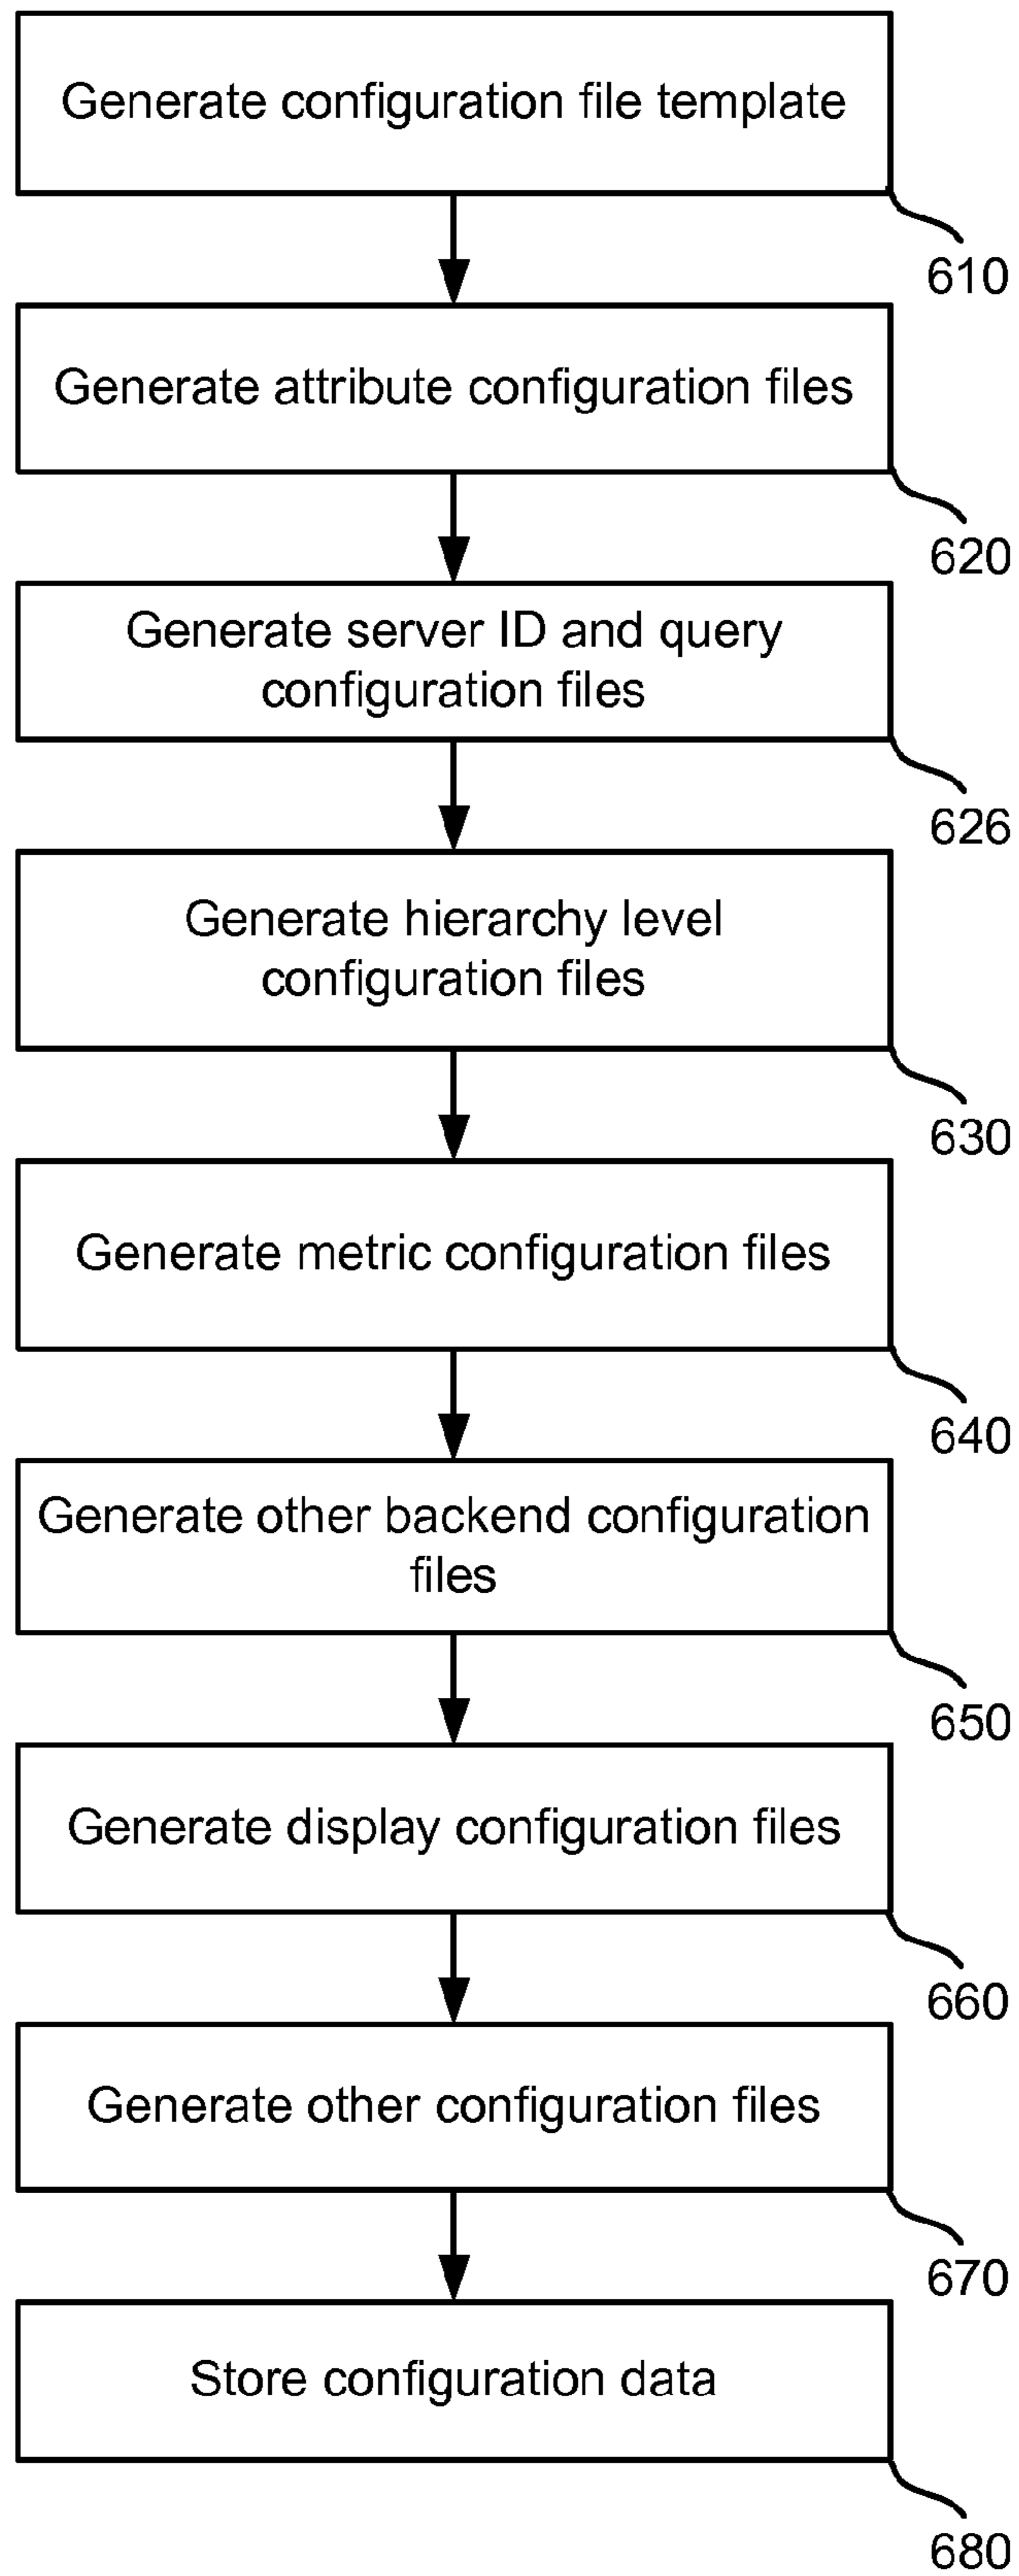 Generate configuration file template
610
Generate attribute configuration files
620
Generate server ID and query
configuration files
626
Generate hierarchy level
configuration files
630
Generate metric configuration files
640
Generate other backend configuration
files
650
Generate display configuration files
660
Generate other configuration files
670
Store configuration data
680